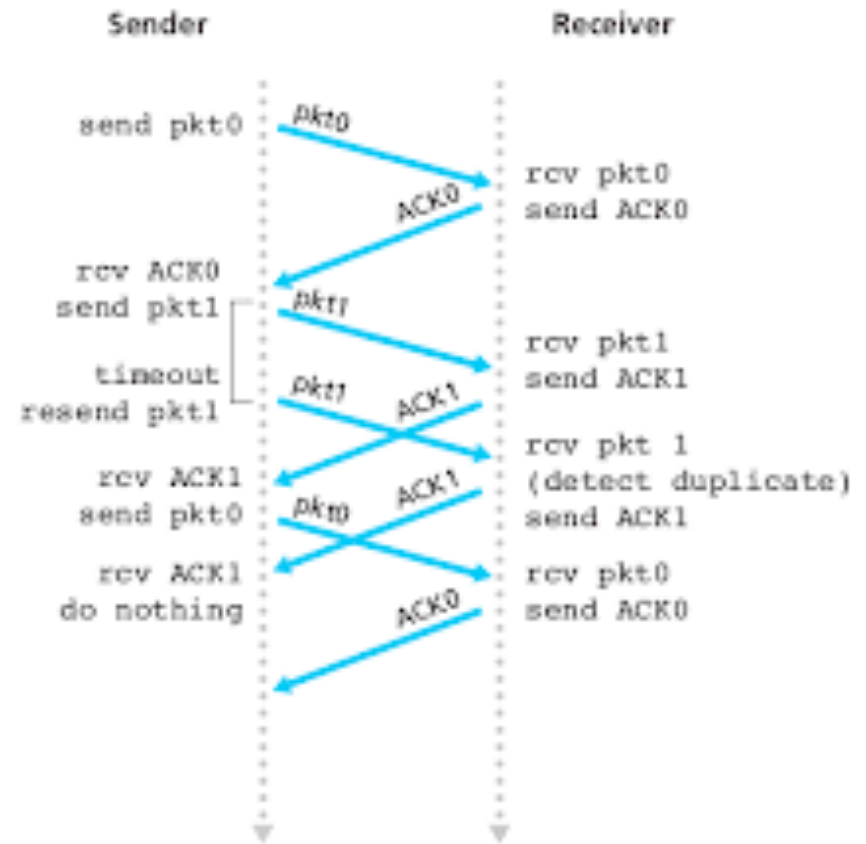 Sender
Receiver
send pkt0
pkt0
rcv pkt0
send ACK0
ACK0
rcv ACK0
send pkt1
pkt1
rcv pkt1
send ACK1
timeout
resend pkt1
pkt1
ACK1
rcv pkt 1
(detect duplicate)
send ACK1
rcv ACK1
send pkt0
ACK1
pkt0
rcv ACK1
do nothing
rcv pkt0
send ACK0
ACK0